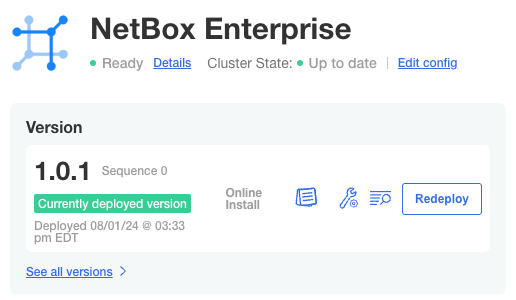 NetBox Enterprise
Ready Details Cluster State: Up to date Edit config
Version
1.0.1 Sequence 0
Currently deployed version
Deployed 08/01/24 @ 03:33
pm EDT
Online
Install
Redeploy
See all versions